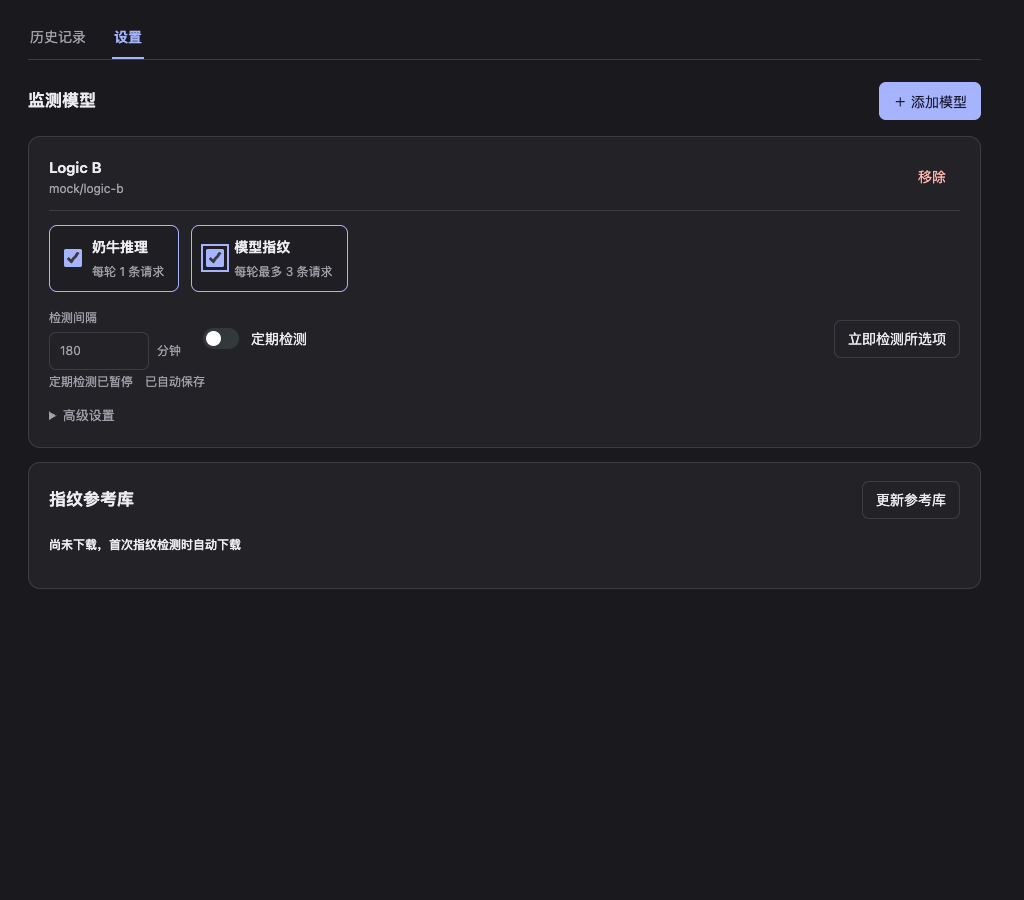 历史记录 设置
监测模型
+ 添加模型
Logic B
mock/logic-b
移除
奶牛推理
每轮 1 条请求
模型指纹
每轮最多 3 条请求
检测间隔
180 分钟
定期检测
立即检测所选项
定期检测已暂停 已自动保存
高级设置
指纹参考库
更新参考库
尚未下载，首次指纹检测时自动下载